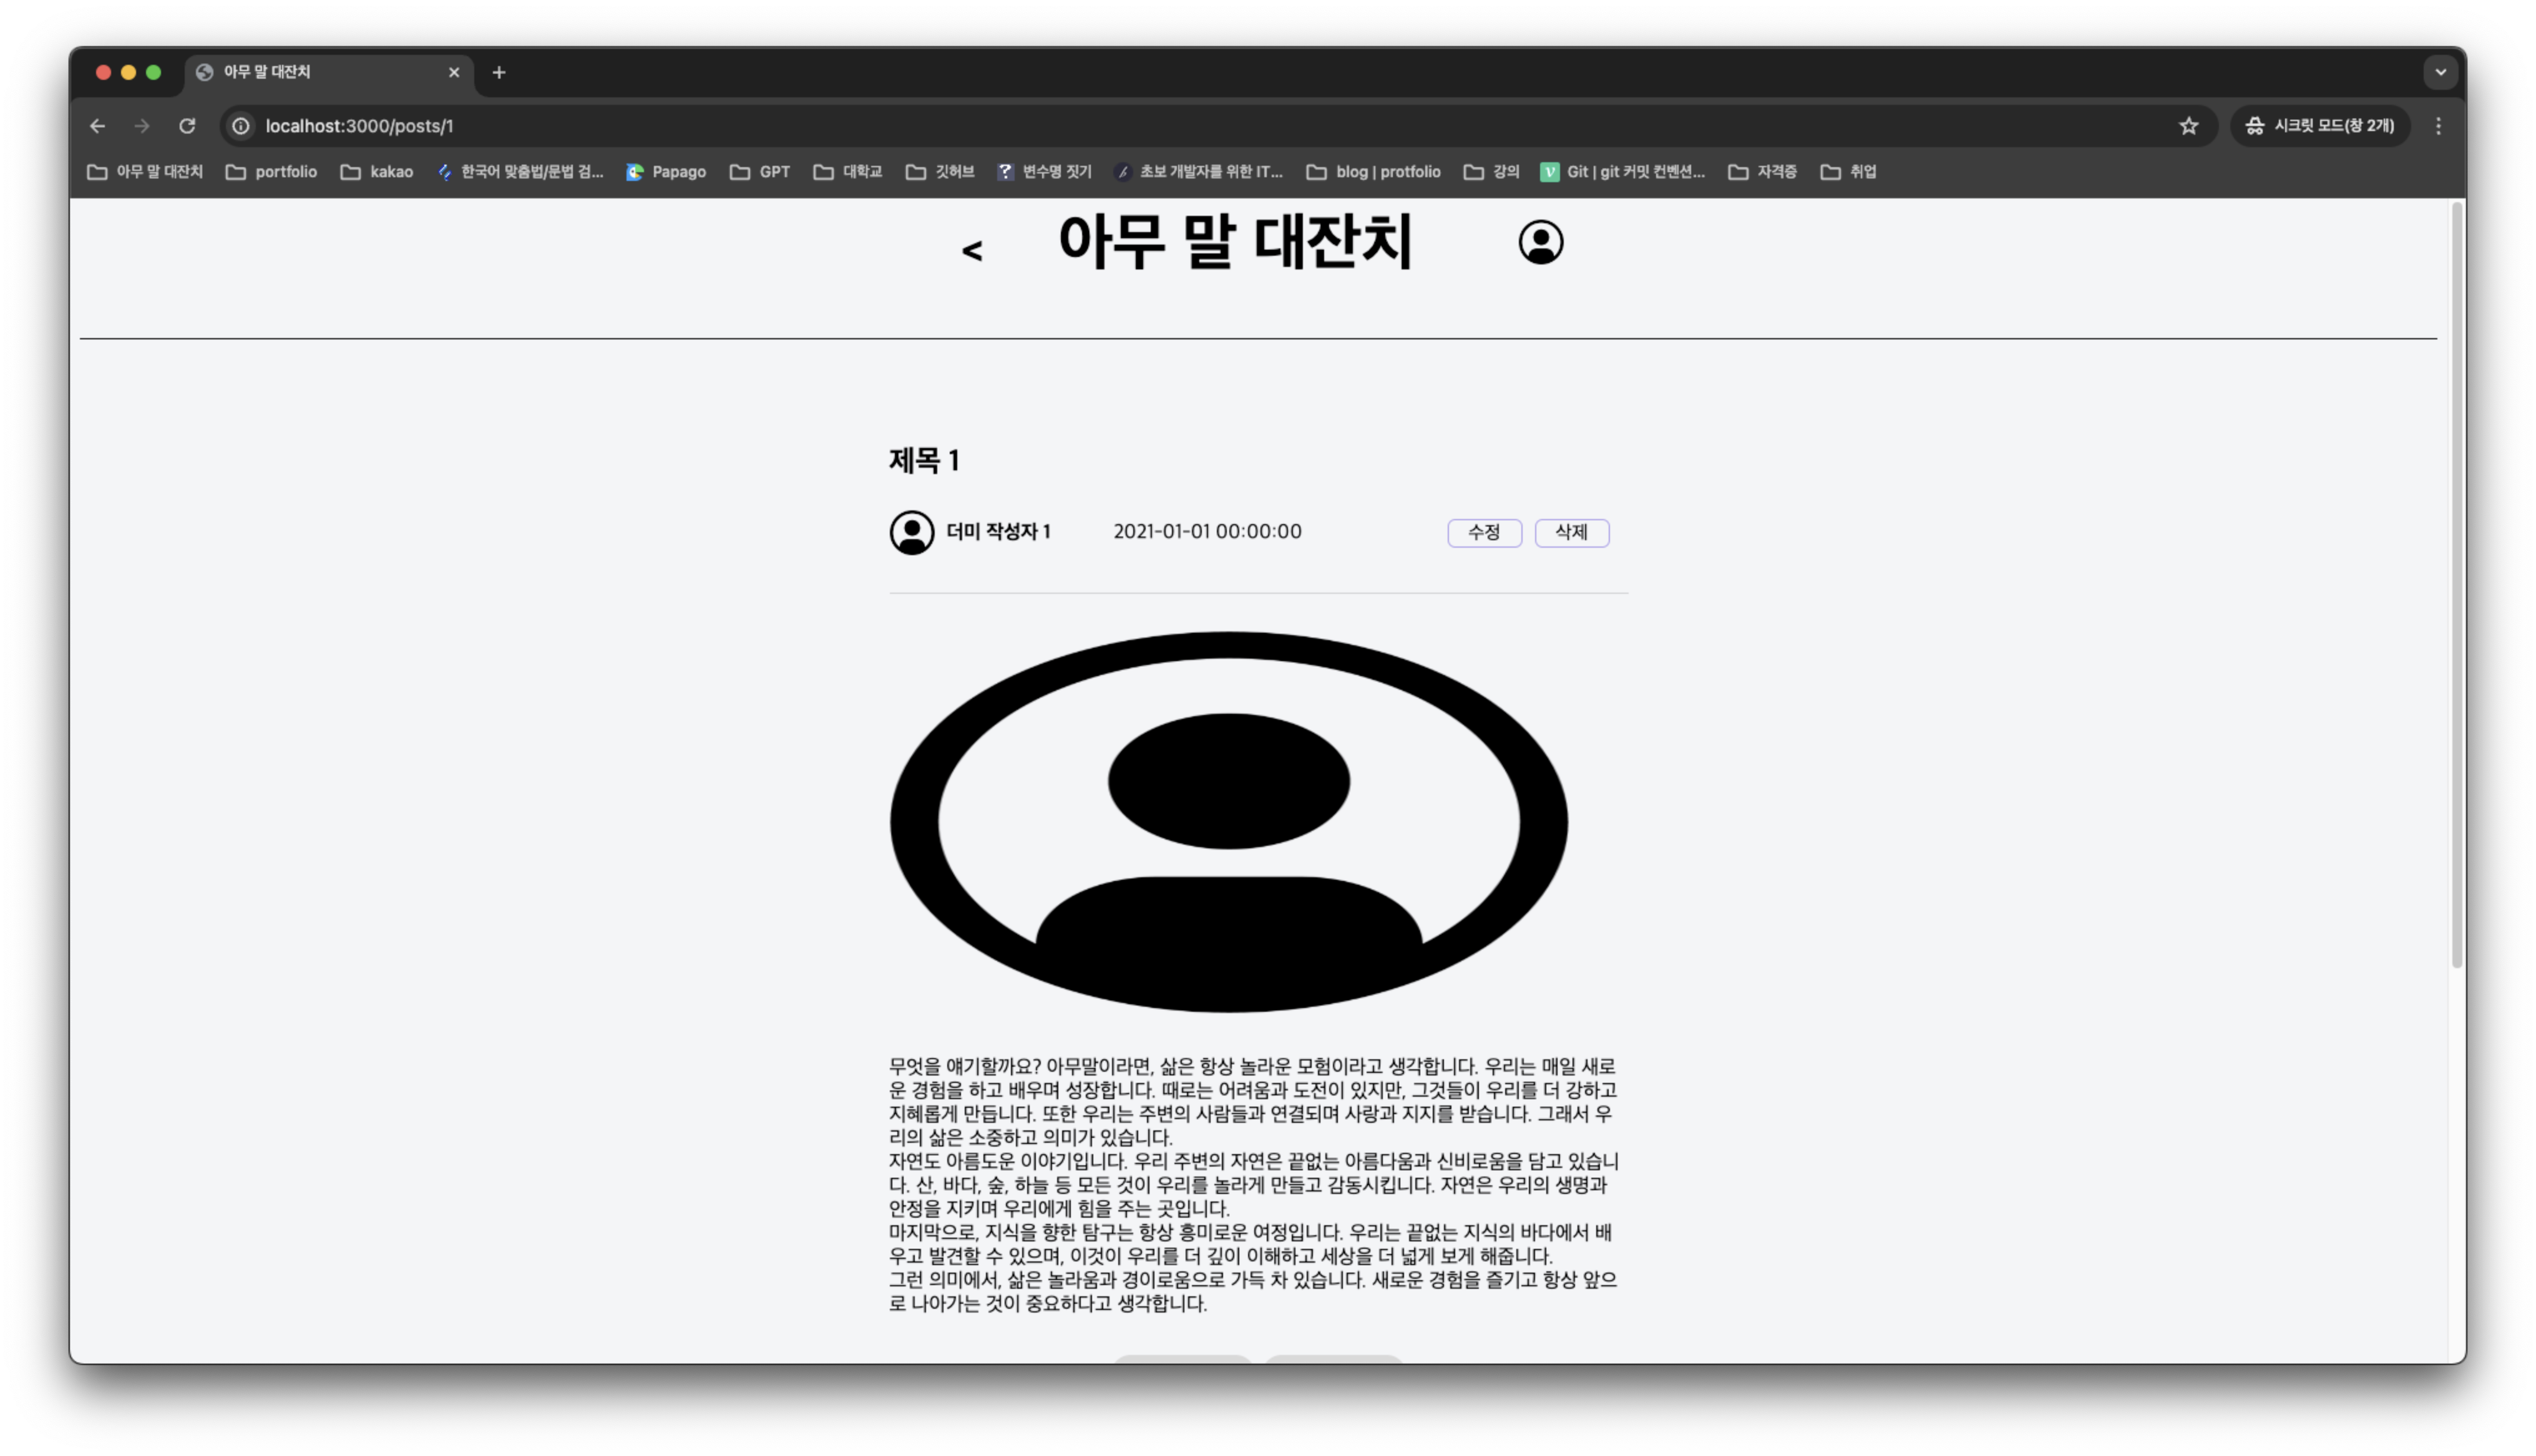 아무 말 대잔치
localhost:3000/posts/1
시크릿 모드(창 2개)
아무 말 대잔치 portfolio kakao 한국어 맞춤법/문법 검... Papago GPT 대학교 깃허브 변수명 짓기 초보 개발자를 위한 IT... blog | protfolio 강의 Git | git 커밋 컨벤션... 자격증 취업
< 아무 말 대잔치
제목 1
더미 작성자 1 2021-01-01 00:00:00 수정 삭제
무엇을 얘기할까요? 아무말이라면, 삶은 항상 놀라운 모험이라고 생각합니다. 우리는 매일 새로
운 경험을 하고 배우며 성장합니다. 때로는 어려움과 도전이 있지만, 그것들이 우리를 더 강하고
지혜롭게 만듭니다. 또한 우리는 주변의 사람들과 연결되며 사랑과 지지를 받습니다. 그래서 우
리의 삶은 소중하고 의미가 있습니다.
자연도 아름도운 이야기입니다. 우리 주변의 자연은 끝없는 아름다움과 신비로움을 담고 있습니
다. 산, 바다, 숲, 하늘 등 모든 것이 우리를 놀라게 만들고 감동시킵니다. 자연은 우리의 생명과
안정을 지키며 우리에게 힘을 주는 곳입니다.
마지막으로, 지식을 향한 탐구는 항상 흥미로운 여정입니다. 우리는 끝없는 지식의 바다에서 배
우고 발견할 수 있으며, 이것이 우리를 더 깊이 이해하고 세상을 더 넓게 보게 해줍니다.
그런 의미에서, 삶은 놀라움과 경이로움으로 가득 차 있습니다. 새로운 경험을 즐기고 항상 앞으
로 나아가는 것이 중요하다고 생각합니다.